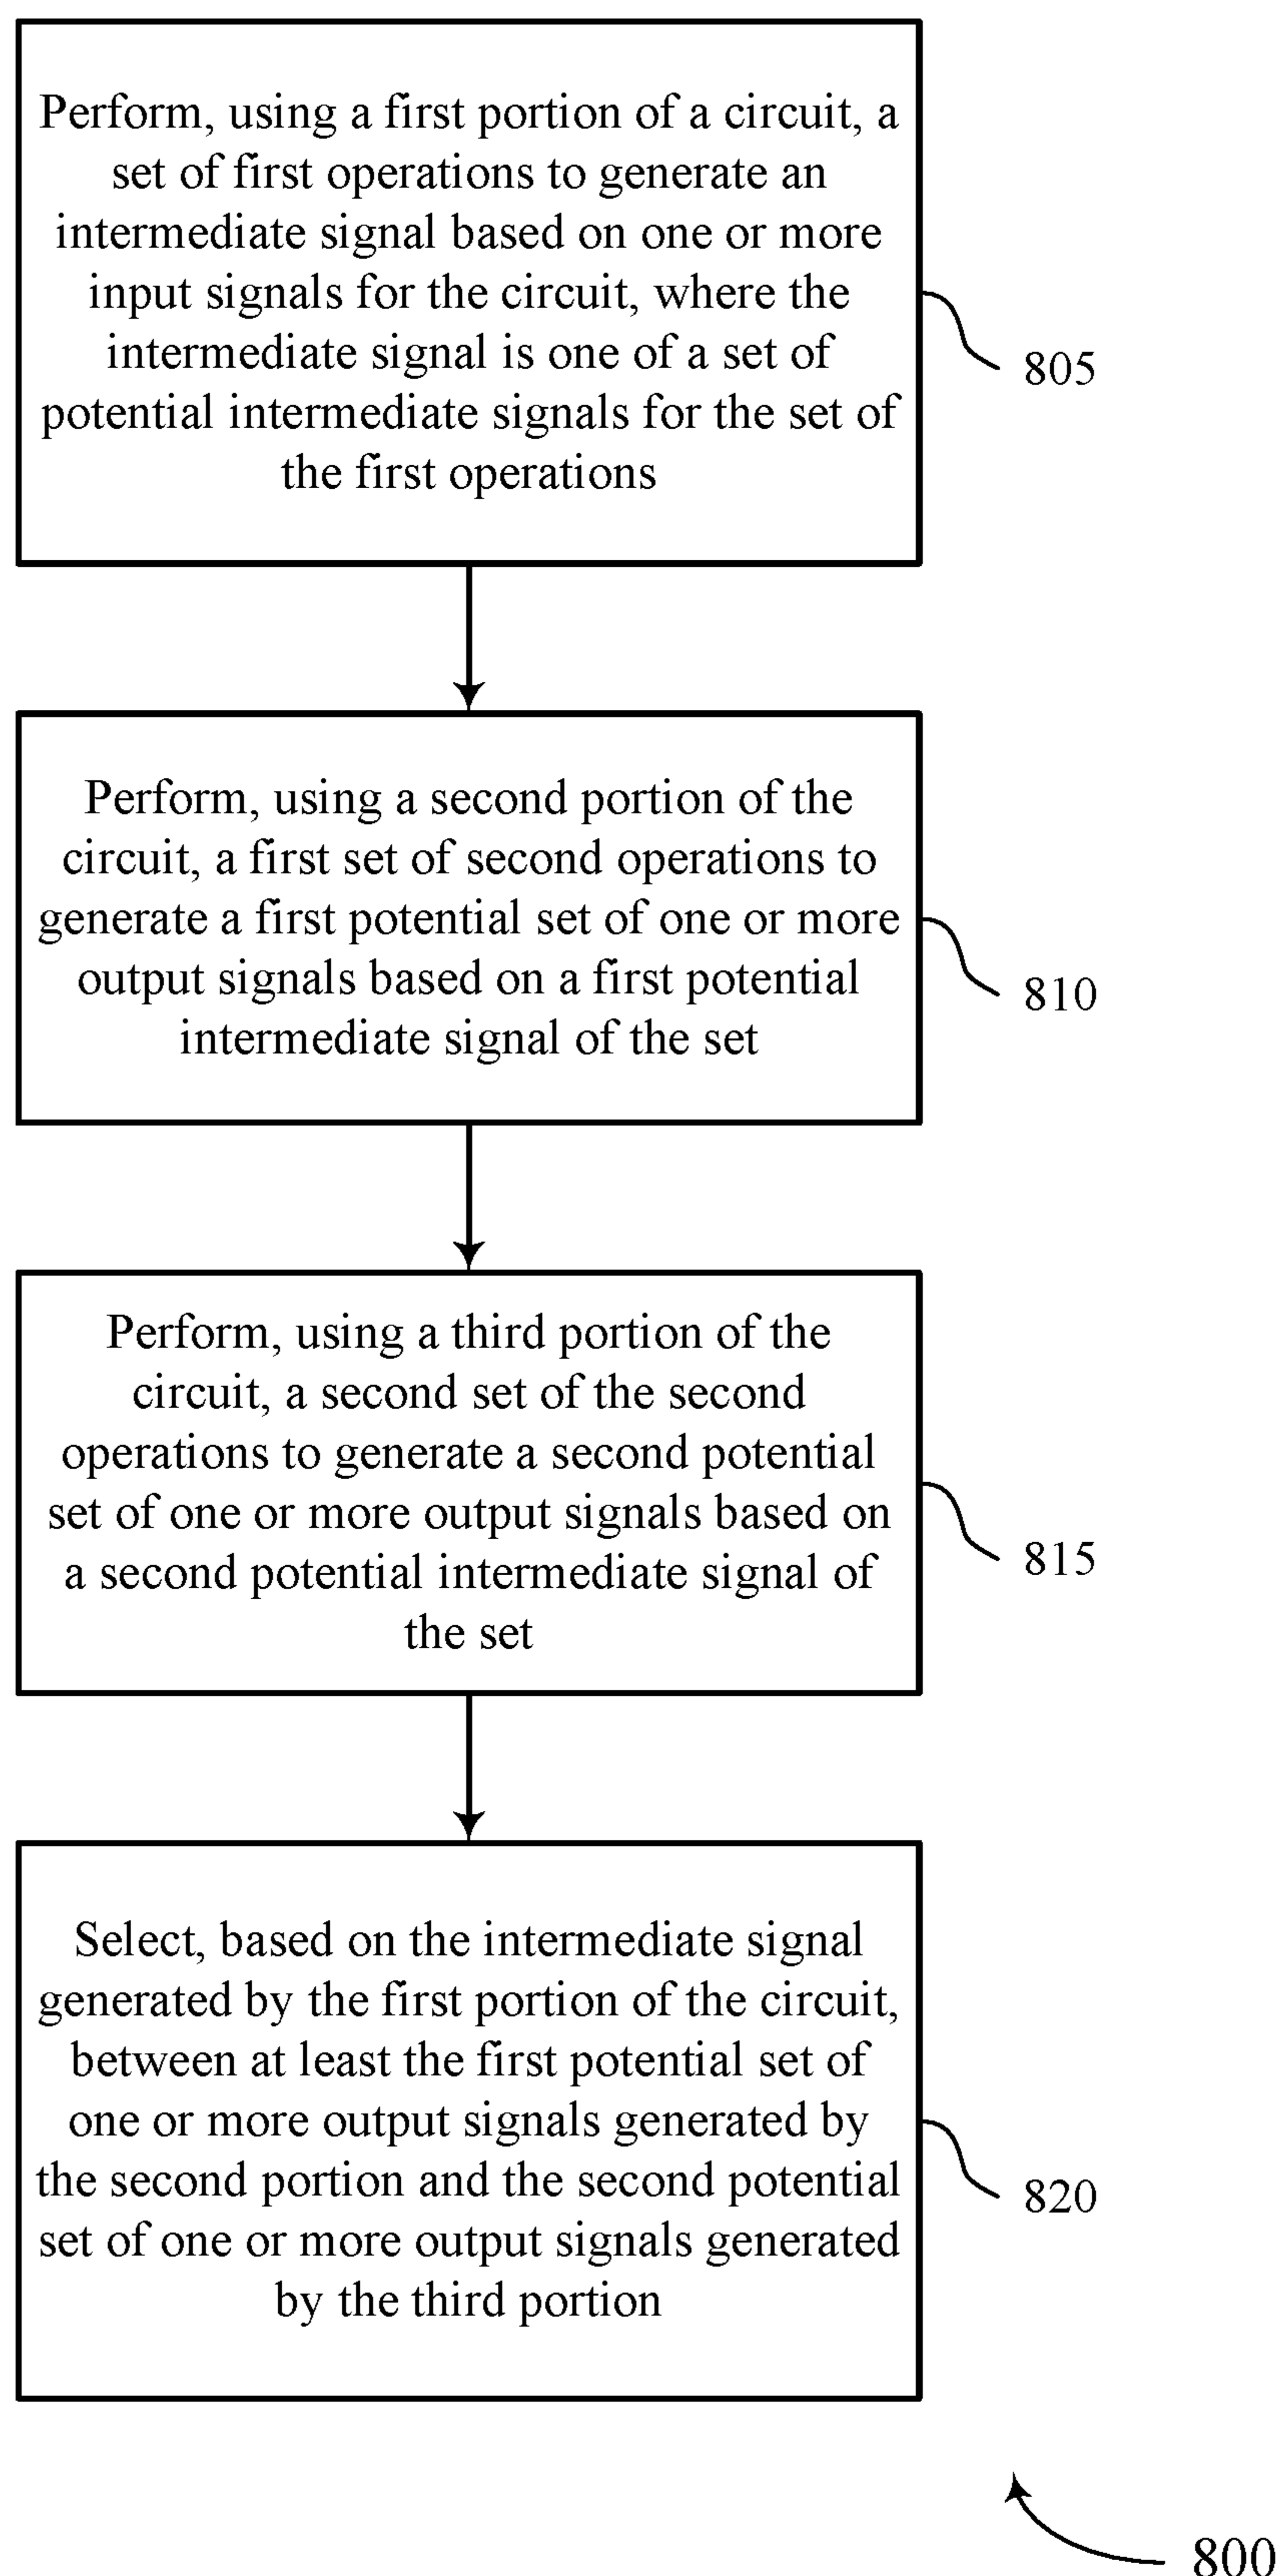 Perform, using a first portion of a circuit, a
set of first operations to generate an
intermediate signal based on one or more
input signals for the circuit, where the
intermediate signal is one of a set of
potential intermediate signals for the set of
the first operations
805
Perform, using a second portion of the
circuit, a first set of second operations to
generate a first potential set of one or more
output signals based on a first potential
intermediate signal of the set
810
Perform, using a third portion of the
circuit, a second set of the second
operations to generate a second potential
set of one or more output signals based on
a second potential intermediate signal of
the set
815
Select, based on the intermediate signal
generated by the first portion of the circuit,
between at least the first potential set of
one or more output signals generated by
the second portion and the second potential
set of one or more output signals generated
by the third portion
820
800